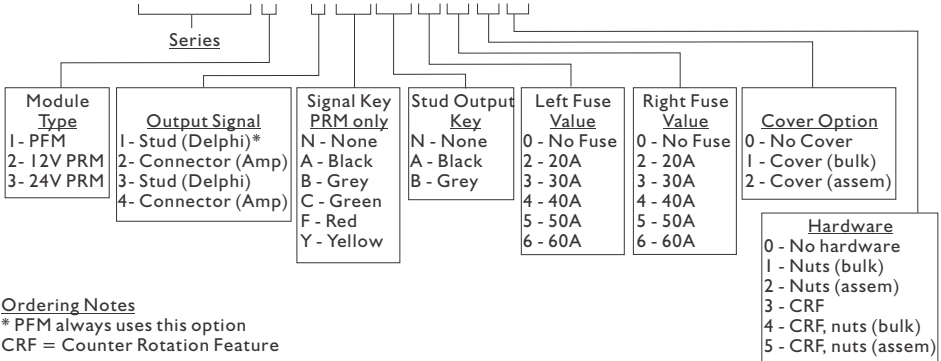 Series
Module
Type
1- PFM
2- 12V PRM
3- 24V PRM
Output Signal
1- Stud (Delphi)*
2- Connector (Amp)
3- Stud (Delphi)
4- Connector (Amp)
Signal Key
PRM only
N - None
A - Black
B - Grey
C - Green
F - Red
Y - Yellow
Stud Output
Key
N - None
A - Black
B - Grey
Left Fuse
Value
0 - No Fuse
2 - 20A
3 - 30A
4 - 40A
5 - 50A
6 - 60A
Right Fuse
Value
0 - No Fuse
2 - 20A
3 - 30A
4 - 40A
5 - 50A
6 - 60A
Cover Option
0 - No Cover
1 - Cover (bulk)
2 - Cover (assem)
Hardware
0 - No hardware
1 - Nuts (bulk)
2 - Nuts (assem)
3 - CRF
4 - CRF, nuts (bulk)
5 - CRF, nuts (assem)
Ordering Notes
* PFM always uses this option
CRF = Counter Rotation Feature